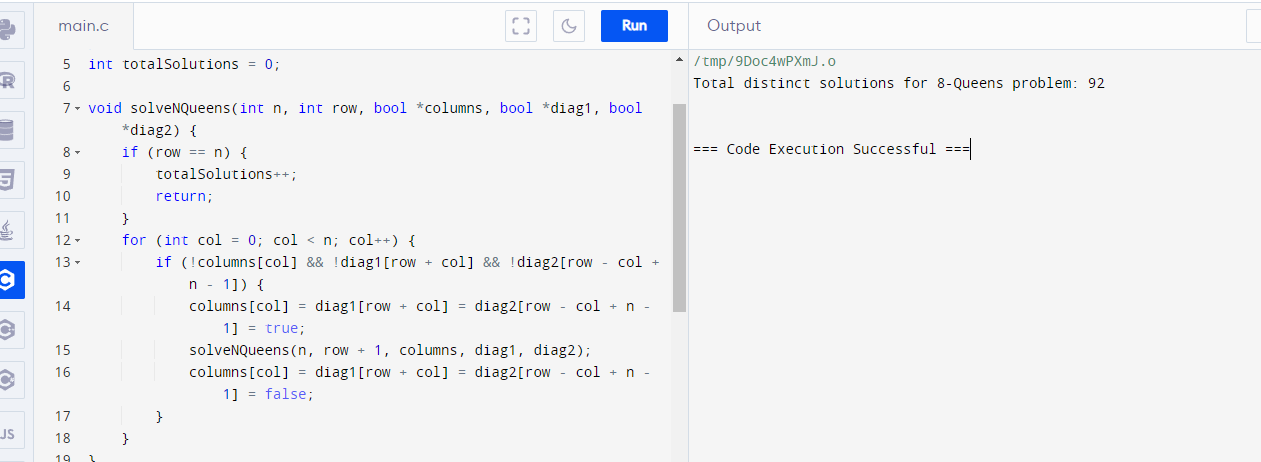 main.c
Run
Output
5 int totalSolutions = 0;
6
7 void solveNQueens(int n, int row, bool *columns, bool *diag1, bool
*diag2) {
8 if (row == n) {
9 totalSolutions++;
10 return;
11 }
12 for (int col = 0; col < n; col++) {
13 if (!columns[col] && !diag1[row + col] && !diag2[row - col +
n - 1]) {
14 columns[col] = diag1[row + col] = diag2[row - col + n -
1] = true;
15 solveNQueens(n, row + 1, columns, diag1, diag2);
16 columns[col] = diag1[row + col] = diag2[row - col + n -
1] = false;
17 }
18 }
19 }
/tmp/9Doc4wPXmJ.o
Total distinct solutions for 8-Queens problem: 92
=== Code Execution Successful ===
R
5
C
JS